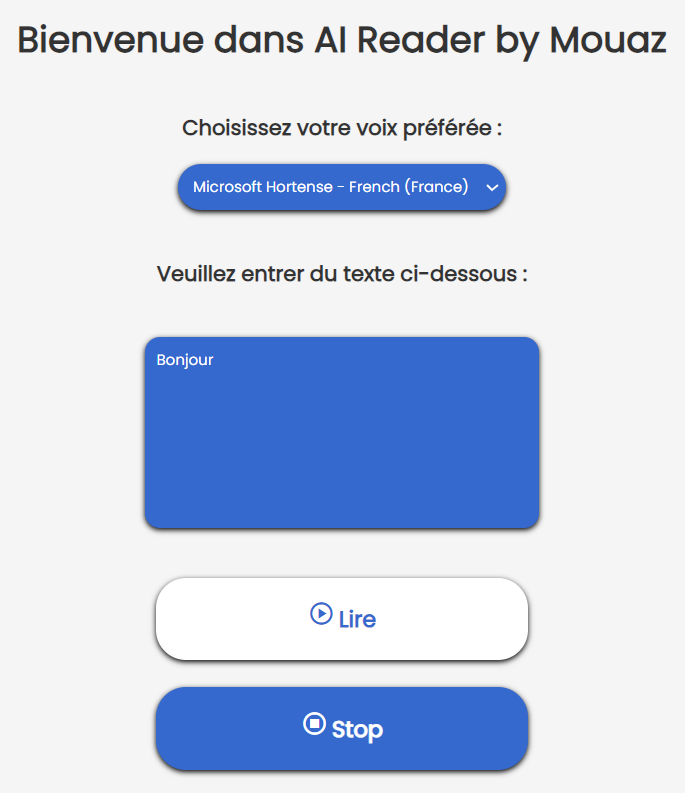 Bienvenue dans AI Reader by Mouaz
Choisissez votre voix préférée :
Microsoft Hortense - French (France)
Veuillez entrer du texte ci-dessous :
Bonjour
Lire
Stop